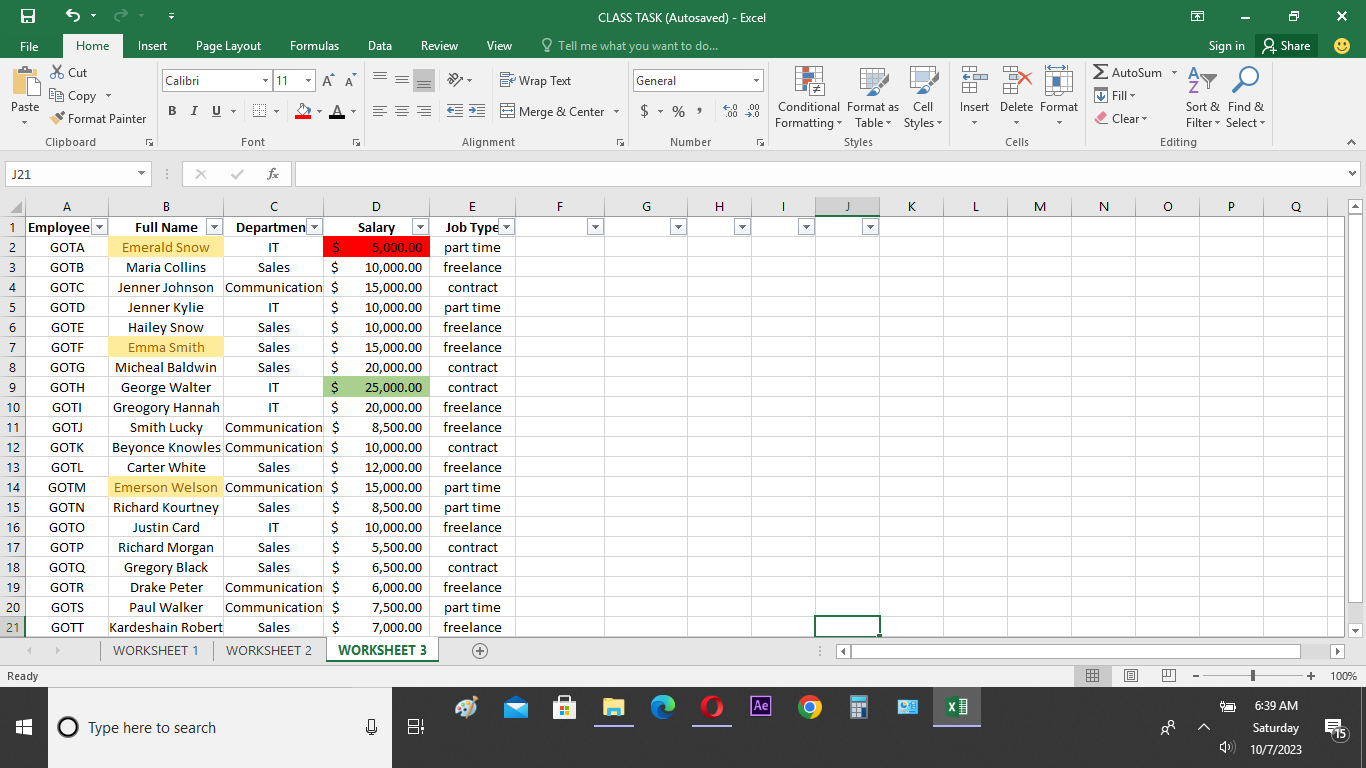 CLASS TASK (Autosaved) - Excel
File Home Insert Page Layout Formulas Data Review View Tell me what you want to do... Sign in Share
Paste
Cut
Copy
Format Painter
Clipboard
Calibri 11
B I U
Font
Wrap Text
Merge & Center
Alignment
General
$ % ,
Number
Conditional Formatting
Format as Table
Cell Styles
Styles
Insert Delete Format
Cells
AutoSum
Fill
Clear
Sort & Filter
Find & Select
Editing
J21 fx
A B C D E F G H I J K L M N O P Q
1 Employee Full Name Departmen Salary Job Type
2 GOTA Emerald Snow IT $ 5,000.00 part time
3 GOTB Maria Collins Sales $ 10,000.00 freelance
4 GOTC Jenner Johnson Communication $ 15,000.00 contract
5 GOTD Jenner Kylie IT $ 10,000.00 part time
6 GOTE Hailey Snow Sales $ 10,000.00 freelance
7 GOTF Emma Smith Sales $ 15,000.00 freelance
8 GOTG Micheal Baldwin Sales $ 20,000.00 contract
9 GOTH George Walter IT $ 25,000.00 contract
10 GOTI Greogory Hannah IT $ 20,000.00 freelance
11 GOTJ Smith Lucky Communication $ 8,500.00 freelance
12 GOTK Beyonce Knowles Communication $ 10,000.00 contract
13 GOTL Carter White Sales $ 12,000.00 freelance
14 GOTM Emerson Welson Communication $ 15,000.00 part time
15 GOTN Richard Kourtney Sales $ 8,500.00 part time
16 GOTO Justin Card IT $ 10,000.00 freelance
17 GOTP Richard Morgan Sales $ 5,500.00 contract
18 GOTQ Gregory Black Sales $ 6,500.00 contract
19 GOTR Drake Peter Communication $ 6,000.00 freelance
20 GOTS Paul Walker Communication $ 7,500.00 part time
21 GOTT Kardeshain Robert Sales $ 7,000.00 freelance
WORKSHEET 1 WORKSHEET 2 WORKSHEET 3
Ready 100%
Type here to search
Ae
6:39 AM
Saturday
10/7/2023
15